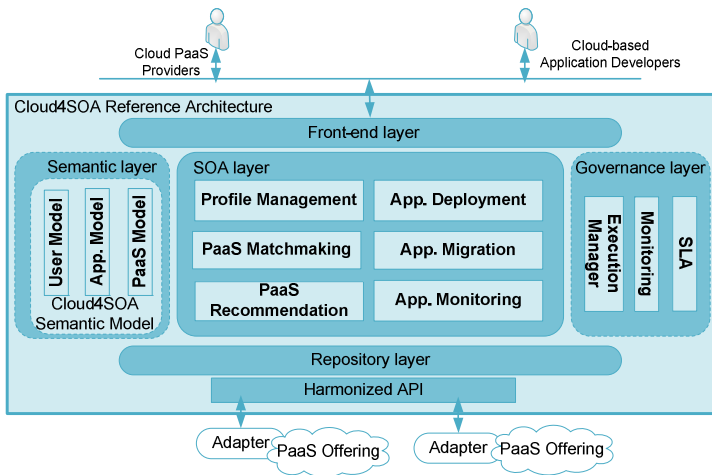 Cloud PaaS
Providers
Cloud-based
Application Developers
Cloud4SOA Reference Architecture
Front-end layer
Semantic layer
User Model
App. Model
PaaS Model
Cloud4SOA
Semantic Model
SOA layer
Profile Management
App. Deployment
PaaS Matchmaking
App. Migration
PaaS
Recommendation
App. Monitoring
Governance layer
Execution
Manager
Monitoring
SLA
Repository layer
Harmonized API
Adapter
PaaS Offering
Adapter
PaaS Offering